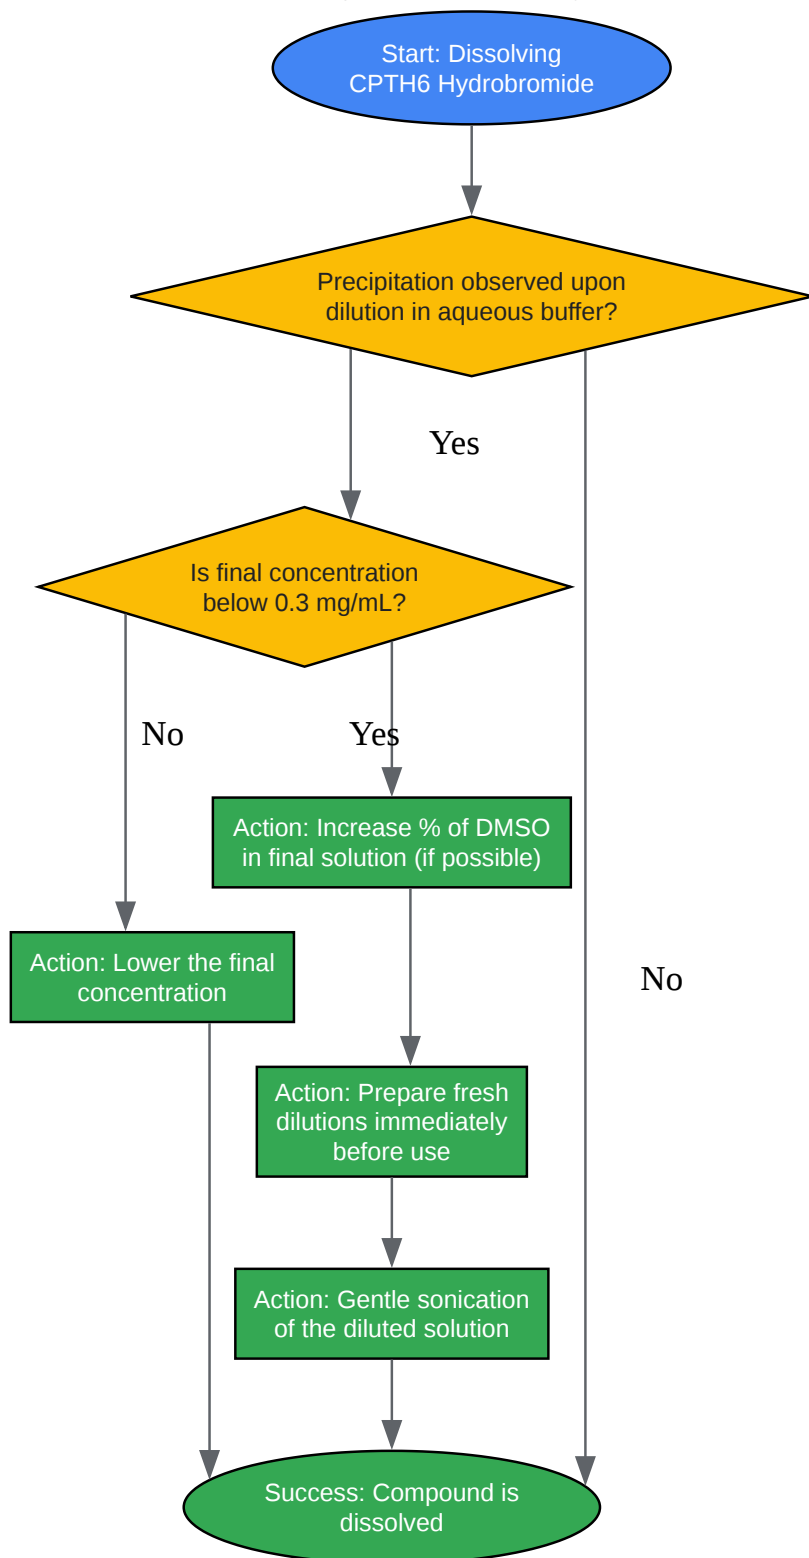 Start: Dissolving
CPTH6 Hydrobromide
Precipitation observed upon
dilution in aqueous buffer?
Yes
Is final concentration
below 0.3 mg/mL?
No
Yes
Action: Increase % of DMSO
in final solution (if possible)
Action: Lower the final
concentration
No
Action: Prepare fresh
dilutions immediately
before use
Action: Gentle sonication
of the diluted solution
Success: Compound is
dissolved